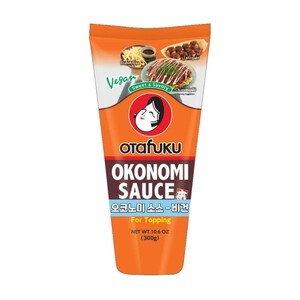 Vegan
Sweet & Savory
OTAFUKU
OKONOMI
SAUCE
오코노미 소스 - 비건
For Topping
NET WT. 10.6 OZ
(300g)